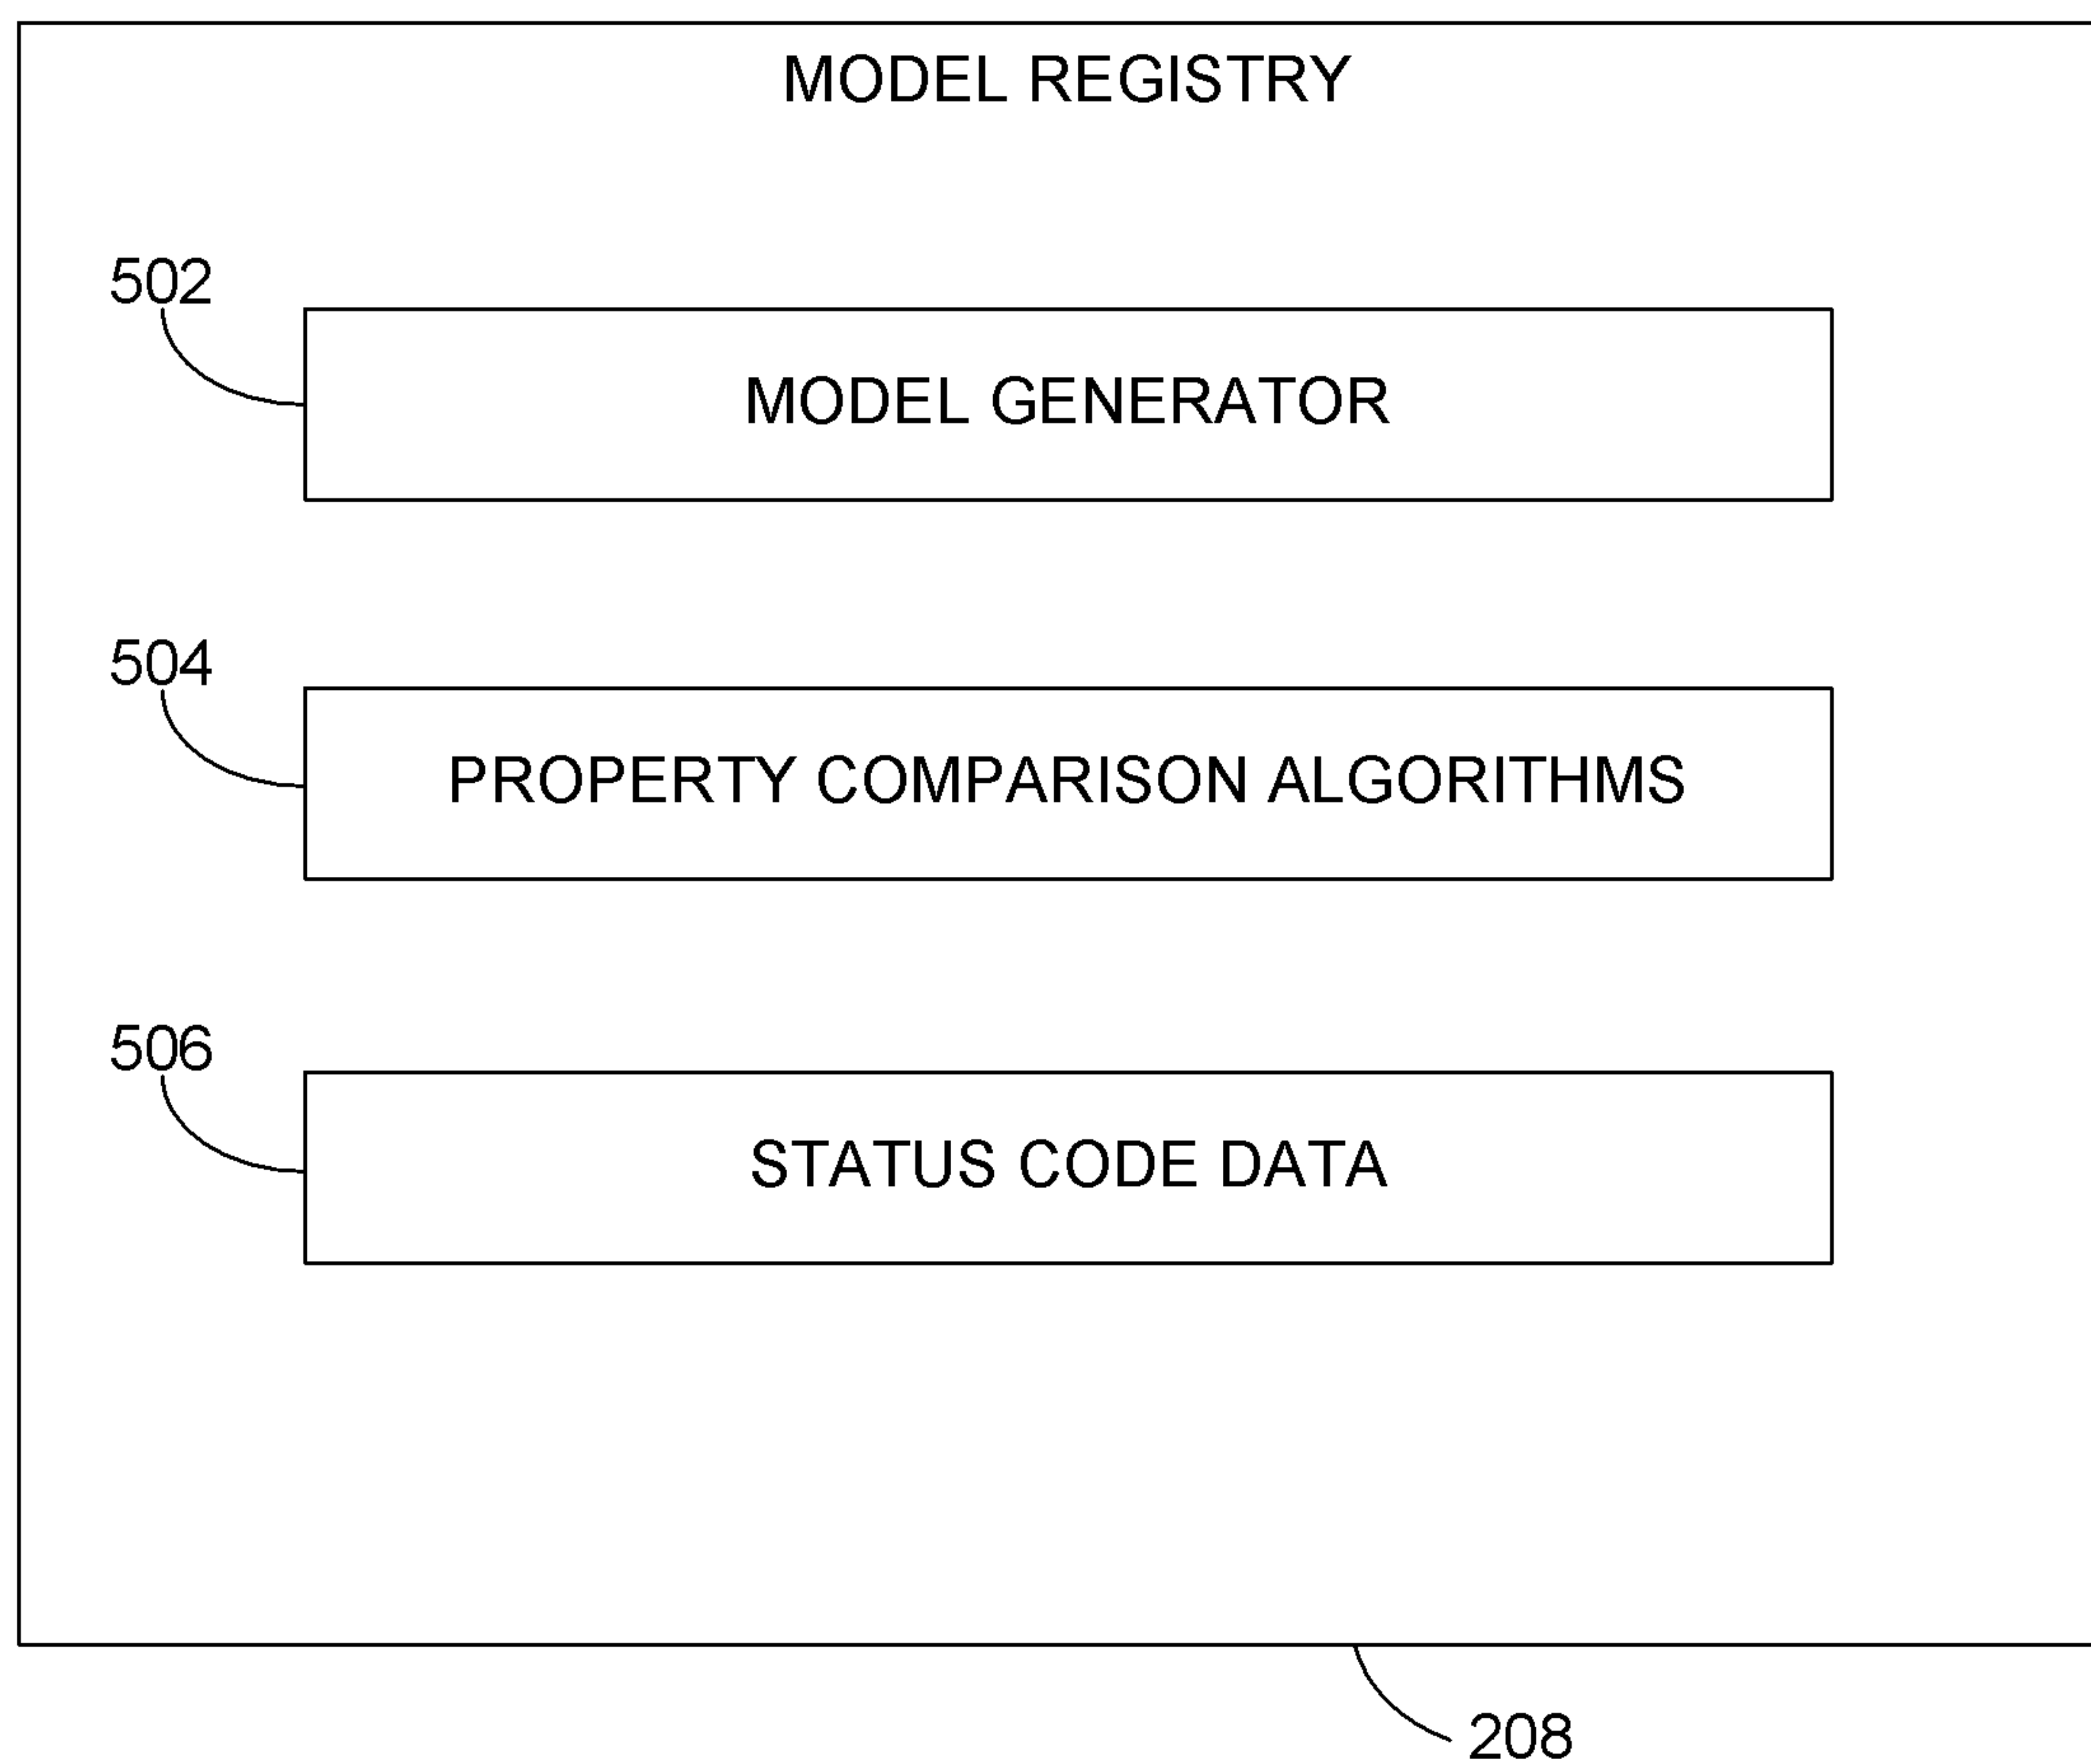 MODEL REGISTRY
502
MODEL GENERATOR
504
PROPERTY COMPARISON ALGORITHMS
506
STATUS CODE DATA
208